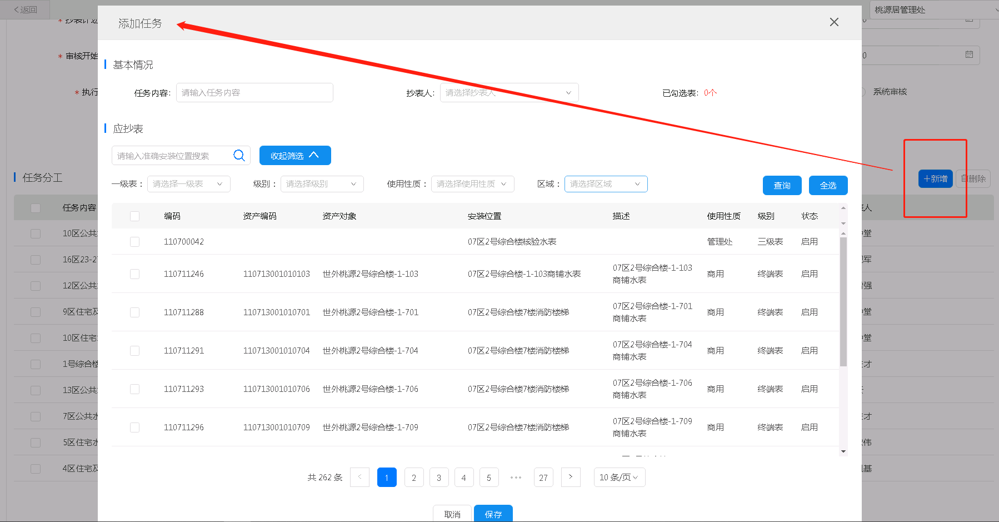 返回
添加任务
桃源居管理处
* 抄表计划
* 审核开始
0
基本情况
* 执行
任务内容：
请输入任务内容
抄表人：
请选择抄表人
已勾选表： 0个
系统审核
应抄表
请输入准确安装位置搜索
收起筛选
任务分工
+新增
删除
一级表：
请选择一级表
级别：
请选择级别
使用性质：
请选择使用性质
区域：
请选择区域
查询
全选
任务内容
编码 资产编码 资产对象 安装位置 描述 使用性质 级别 状态
人
10区公共
110700042 07区2号综合楼核验水表 管理处 三级表 启用
堂
16区23-2
110711246 110713001010103 世外桃源2号综合楼-1-103 07区2号综合楼-1-103商铺水表 07区2号综合楼-1-103
商铺水表 商用 终端表 启用
军
12区公共
强
9区住宅及
110711288 110713001010701 世外桃源2号综合楼-1-701 07区2号综合楼7楼消防楼梯 07区2号综合楼-1-701
商铺水表 商用 终端表 启用
堂
10区住宅
110711291 110713001010704 世外桃源2号综合楼-1-704 07区2号综合楼7楼消防楼梯 07区2号综合楼-1-704
商铺水表 商用 终端表 启用
堂
1号综合楼
才
13区公共
110711293 110713001010706 世外桃源2号综合楼-1-706 07区2号综合楼7楼消防楼梯 07区2号综合楼-1-706
商铺水表 商用 终端表 启用
7区公共水
才
110711296 110713001010709 世外桃源2号综合楼-1-709 07区2号综合楼7楼消防楼梯 07区2号综合楼-1-709
商铺水表 商用 终端表 启用
5区住宅水
伟
4区住宅及
基
共 262 条 < 1 2 3 4 5 ••• 27 > 10 条/页
取消
保存